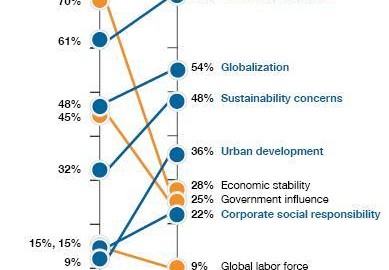 70%
61%
54% Globalization
48%
48% Sustainability concerns
45%
36% Urban development
32%
28% Economic stability
25% Government influence
22% Corporate social responsibility
15%, 15%
9%
9% Global labor force